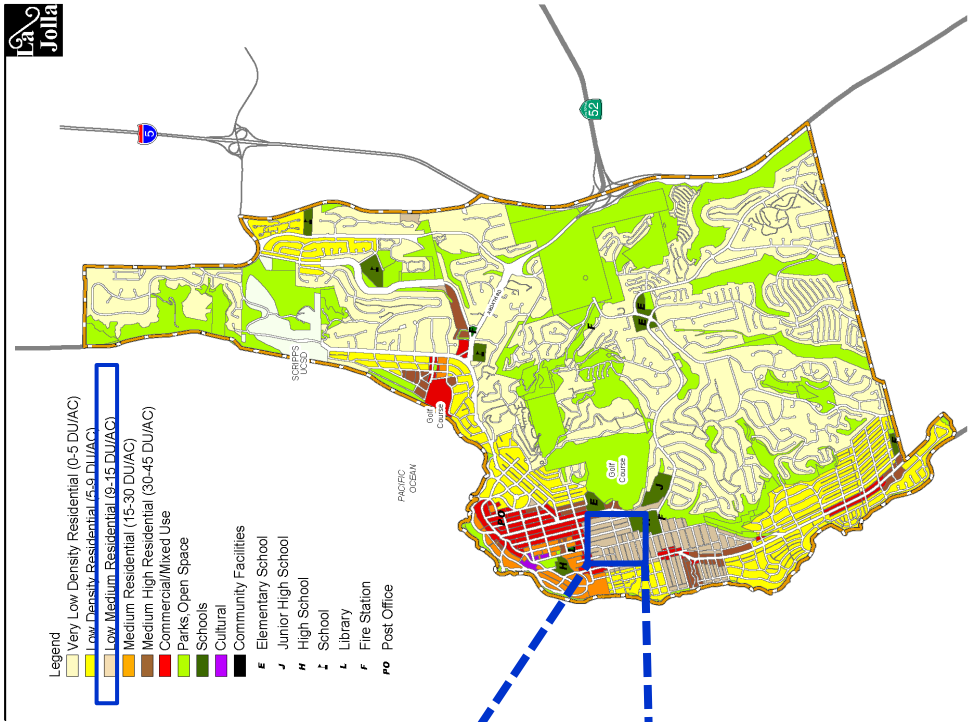 La
Jolla
5
52
Legend
Very Low Density Residential (0-5 DU/AC)
Low Density Residential (5-9 DU/AC)
Low Medium Residential (9-15 DU/AC)
Medium Residential (15-30 DU/AC)
Medium High Residential (30-45 DU/AC)
Commercial/Mixed Use
Parks,Open Space
Schools
Cultural
Community Facilities
E Elementary School
J Junior High School
H High School
School
L Library
F Fire Station
PO Post Office
SCRIPPS
UCSD
Golf
Course
PACIFIC
OCEAN
Golf
Course
PO
E
J
F
H
F
E
E